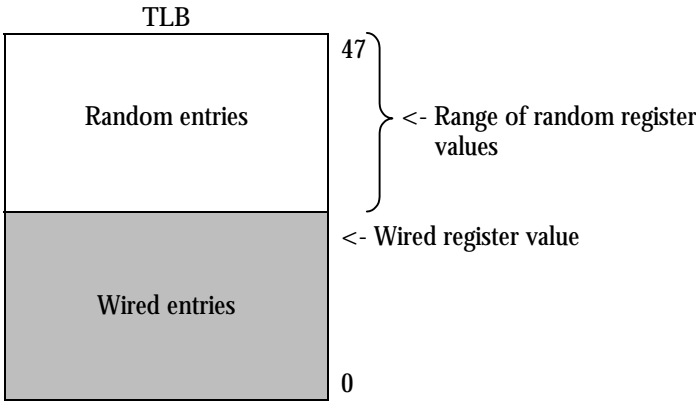 TLB
47
Random entries
<- Range of random register
values
<- Wired register value
Wired entries
0